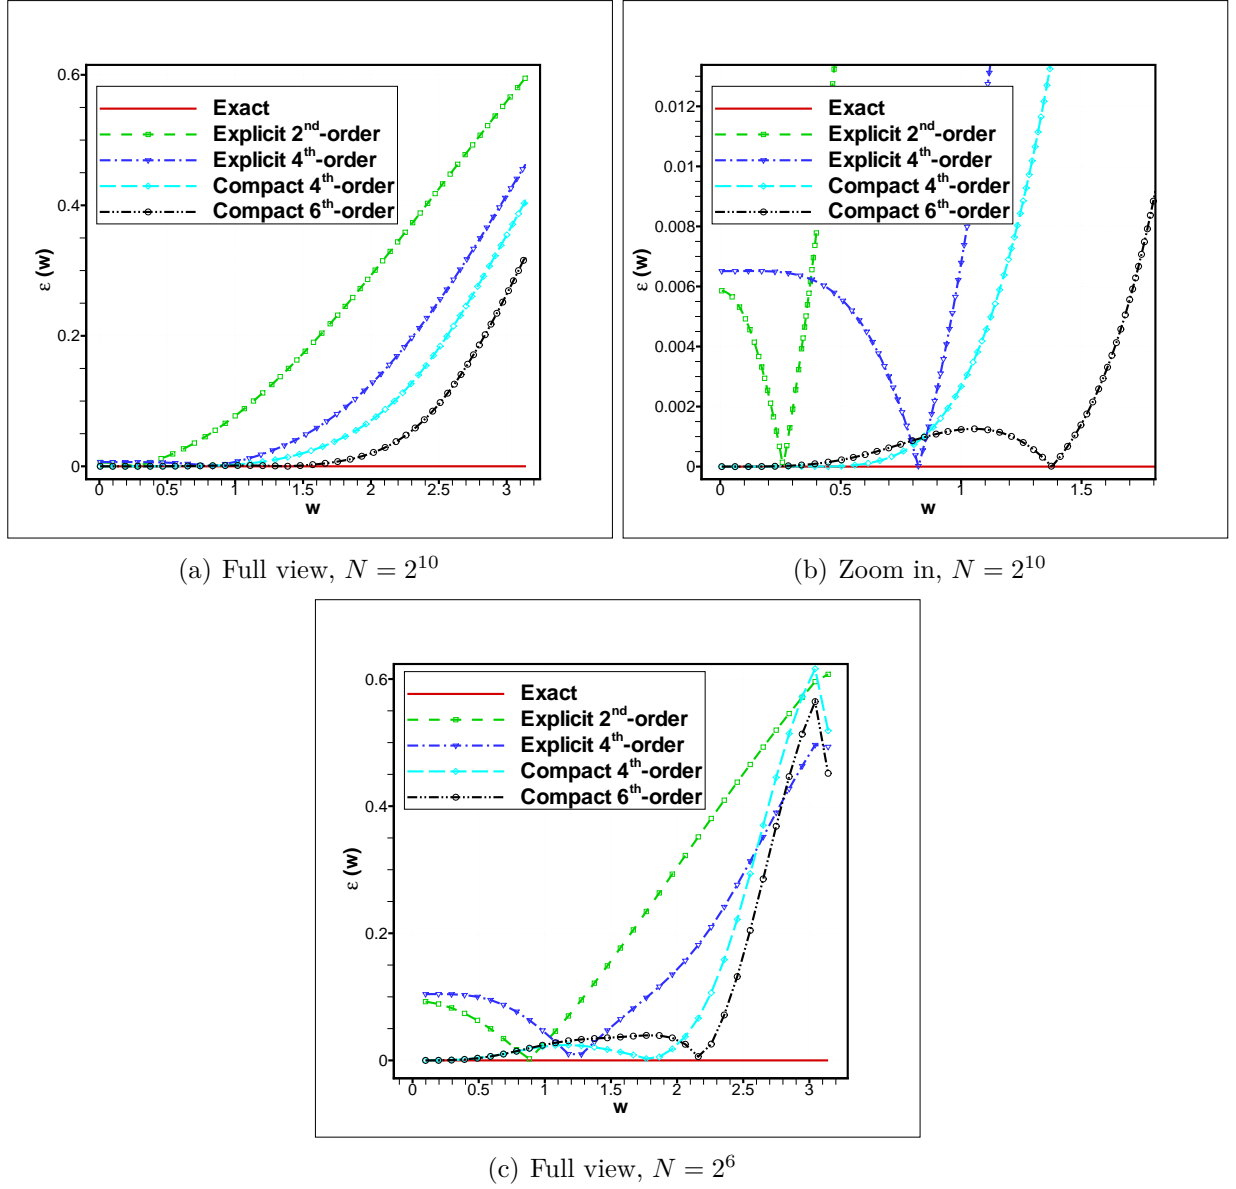 0.6
0.4
0.2
0
ε (w)
Exact
Explicit 2nd-order
Explicit 4th-order
Compact 4th-order
Compact 6th-order
0 0.5 1 1.5 2 2.5 3
w
(a) Full view, N = 2^10
0.012
0.01
0.008
0.006
0.004
0.002
0
ε (w)
Exact
Explicit 2nd-order
Explicit 4th-order
Compact 4th-order
Compact 6th-order
0 0.5 1 1.5
w
(b) Zoom in, N = 2^10
0.6
0.4
0.2
0
ε (w)
Exact
Explicit 2nd-order
Explicit 4th-order
Compact 4th-order
Compact 6th-order
0 0.5 1 1.5 2 2.5 3
w
(c) Full view, N = 2^6